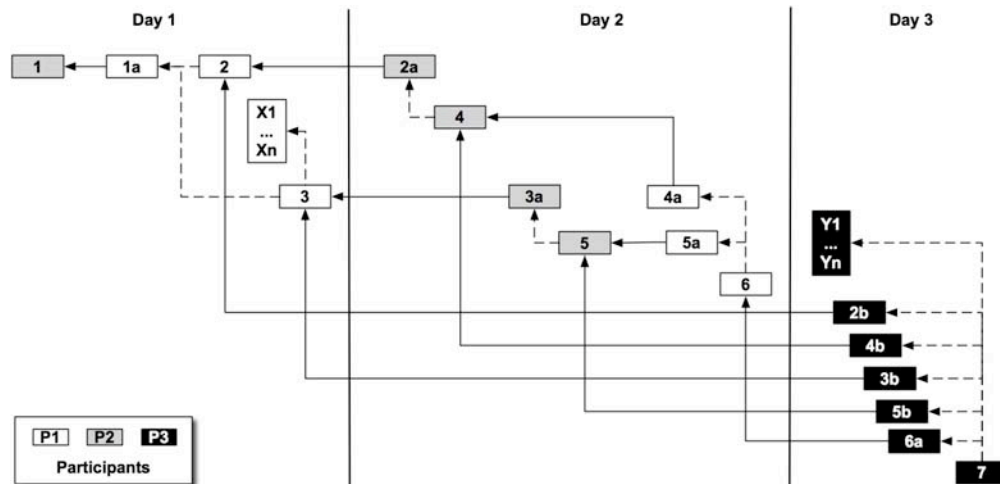 Day 1
Day 2
Day 3
1
1a
2
2a
4
X1
...
Xn
3
3a
4a
5
5a
Y1
...
Yn
6
2b
4b
3b
5b
6a
7
P1
P2
P3
Participants